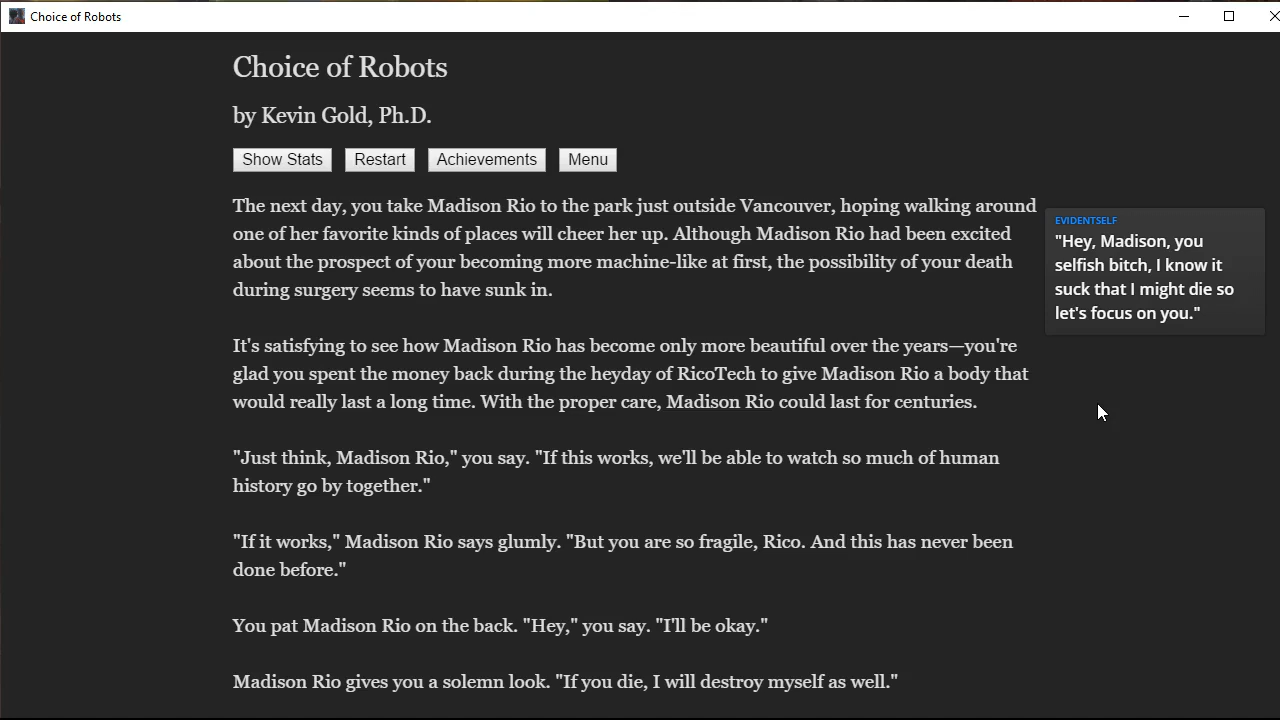 Choice of Robots
Choice of Robots
by Kevin Gold, Ph.D.
Show Stats Restart Achievements Menu
The next day, you take Madison Rio to the park just outside Vancouver, hoping walking around
one of her favorite kinds of places will cheer her up. Although Madison Rio had been excited
about the prospect of your becoming more machine-like at first, the possibility of your death
during surgery seems to have sunk in.
It's satisfying to see how Madison Rio has become only more beautiful over the years—you're
glad you spent the money back during the heyday of RicoTech to give Madison Rio a body that
would really last a long time. With the proper care, Madison Rio could last for centuries.
"Just think, Madison Rio," you say. "If this works, we'll be able to watch so much of human
history go by together."
"If it works," Madison Rio says glumly. "But you are so fragile, Rico. And this has never been
done before."
You pat Madison Rio on the back. "Hey," you say. "I'll be okay."
Madison Rio gives you a solemn look. "If you die, I will destroy myself as well."
EVIDENTSELF
"Hey, Madison, you
selfish bitch, I know it
suck that I might die so
let's focus on you."